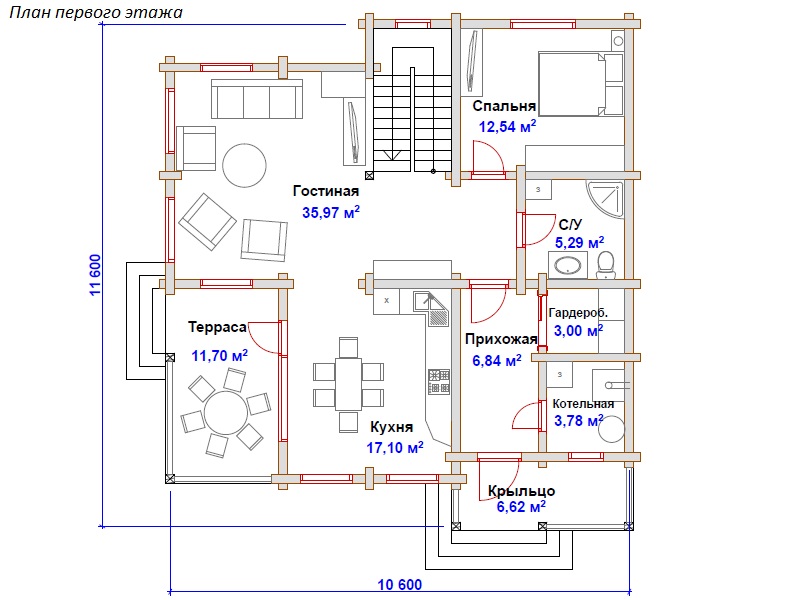 План первого этажа
Спальня
12,54 м²
Гостиная
35,97 м²
З
С/У
5,29 м²
11 600
Терраса
11,70 м²
Х
Прихожая
6,84 м²
Гардероб.
3,00 м²
З
Котельная
3,78 м²
Кухня
17,10 м²
Крыльцо
6,62 м²
10 600